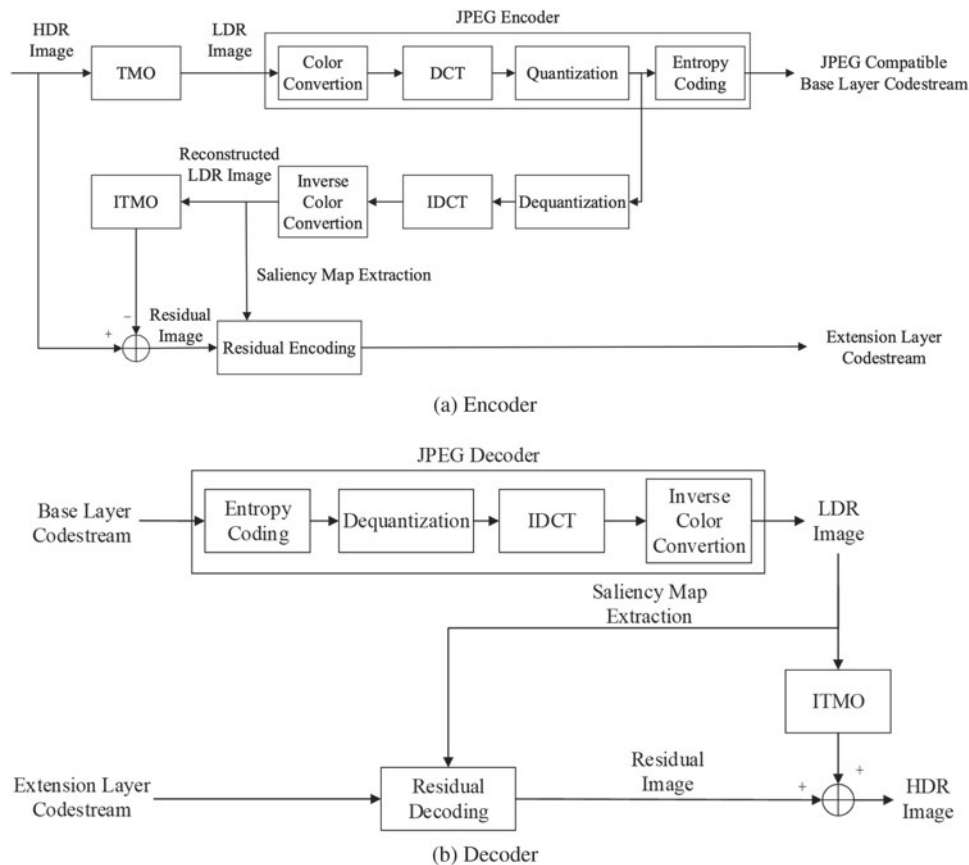 JPEG Encoder
HDR
Image
LDR
Image
TMO
Color
Convertion
DCT
Quantization
Entropy
Coding
JPEG Compatible
Base Layer Codestream
Reconstructed
LDR Image
ITMO
Inverse
Color
Convertion
IDCT
Dequantization
Saliency Map Extraction
−
+
Residual
Image
Residual Encoding
Extension Layer
Codestream
(a) Encoder
JPEG Decoder
Base Layer
Codestream
Entropy
Coding
Dequantization
IDCT
Inverse
Color
Convertion
LDR
Image
Saliency Map
Extraction
ITMO
Extension Layer
Codestream
Residual
Decoding
Residual
Image
+
+
HDR
Image
(b) Decoder